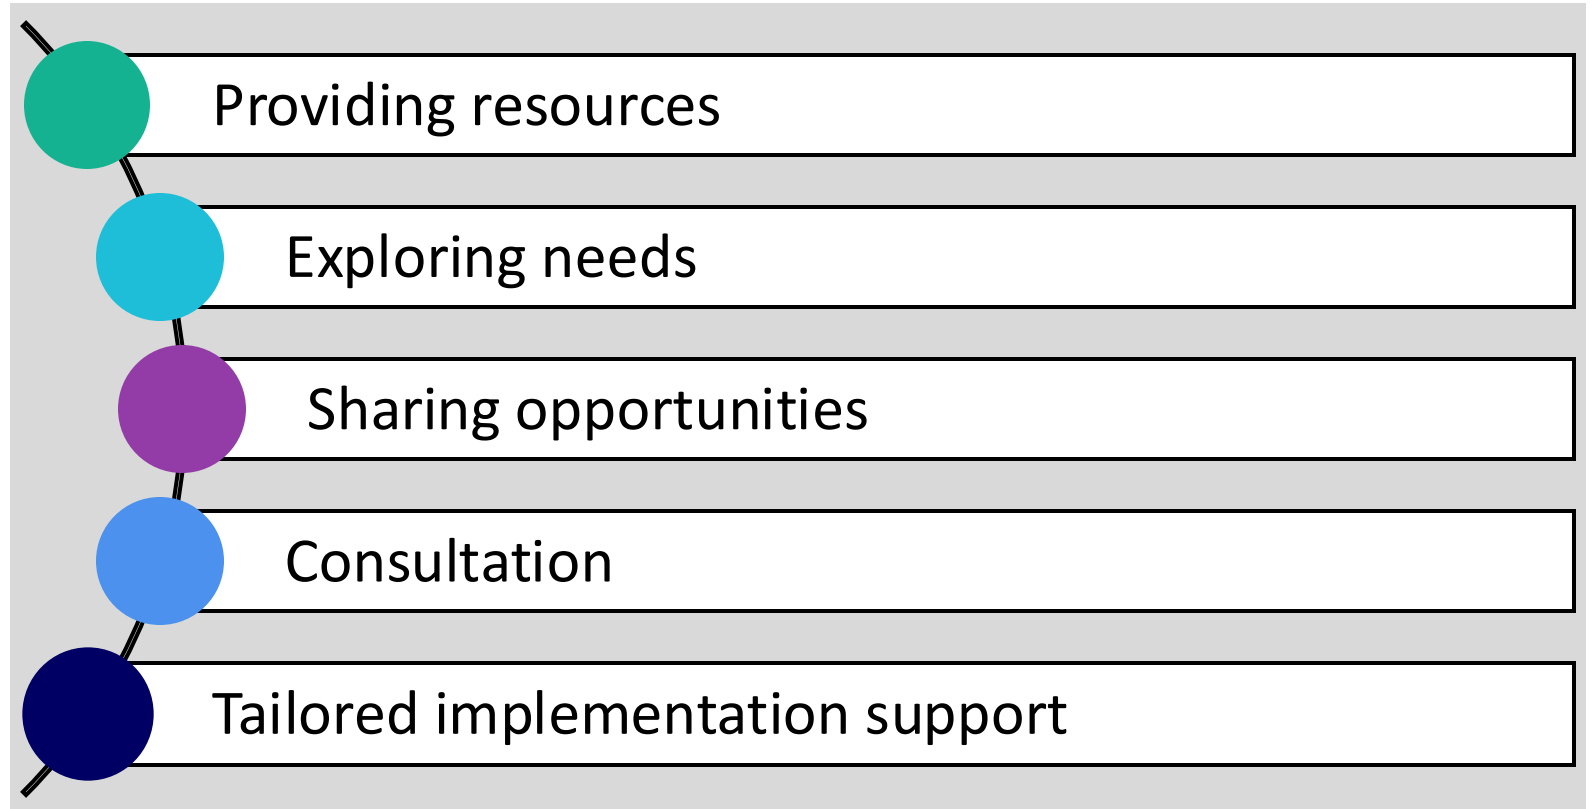 Providing resources
Exploring needs
Sharing opportunities
Consultation
Tailored implementation support